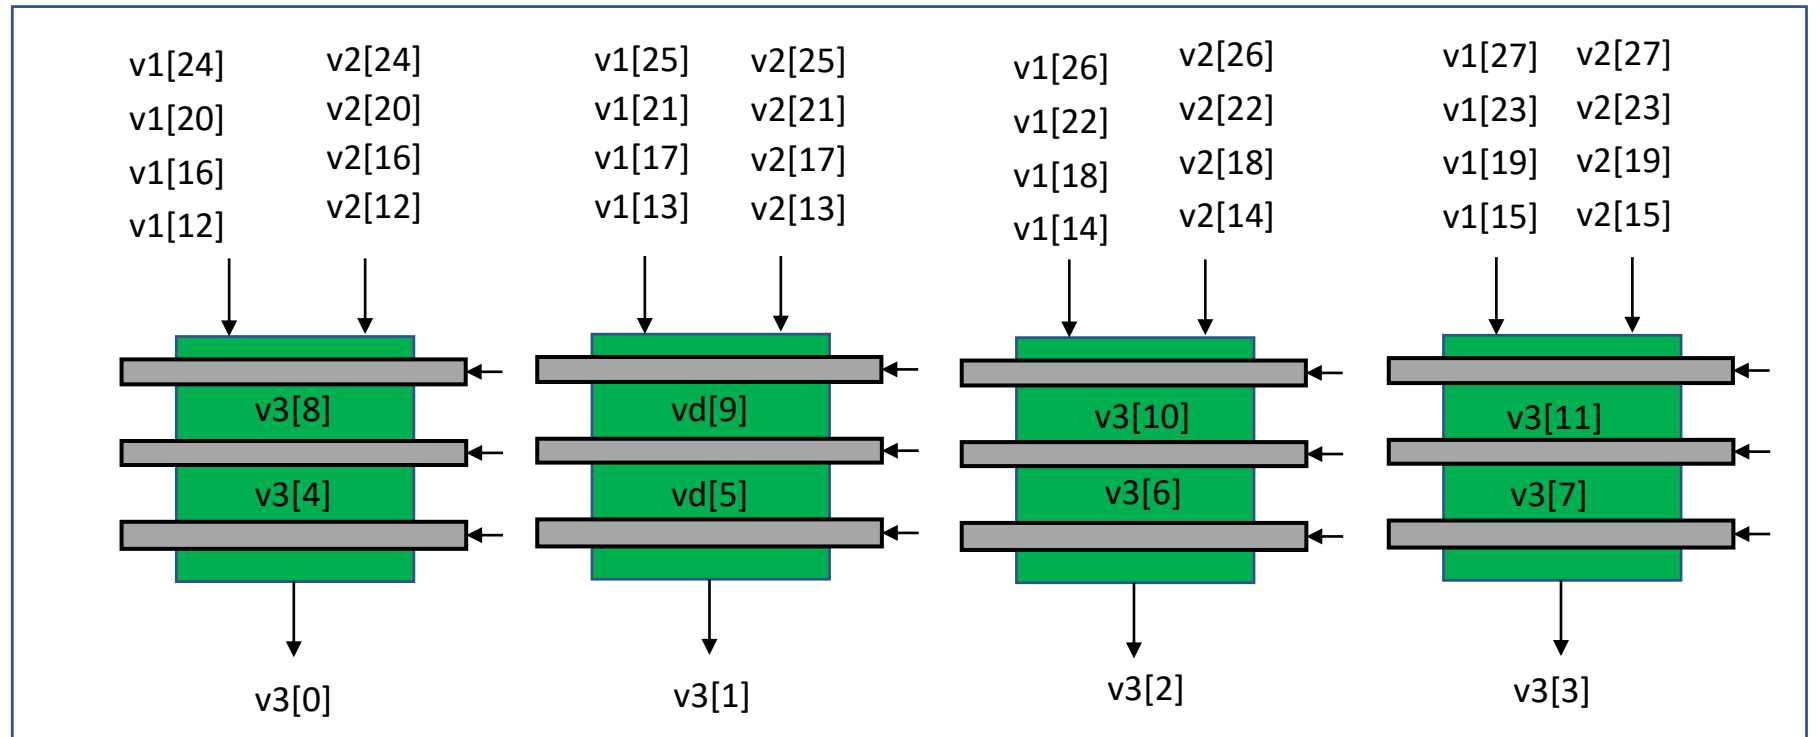 v1[24] v2[24] v1[25] v2[25] v1[26] v2[26] v1[27] v2[27]
v1[20] v2[20] v1[21] v2[21] v1[22] v2[22] v1[23] v2[23]
v1[16] v2[16] v1[17] v2[17] v1[18] v2[18] v1[19] v2[19]
v1[12] v2[12] v1[13] v2[13] v1[14] v2[14] v1[15] v2[15]
v3[8] vd[9] v3[10] v3[11]
v3[4] vd[5] v3[6] v3[7]
v3[0] v3[1] v3[2] v3[3]